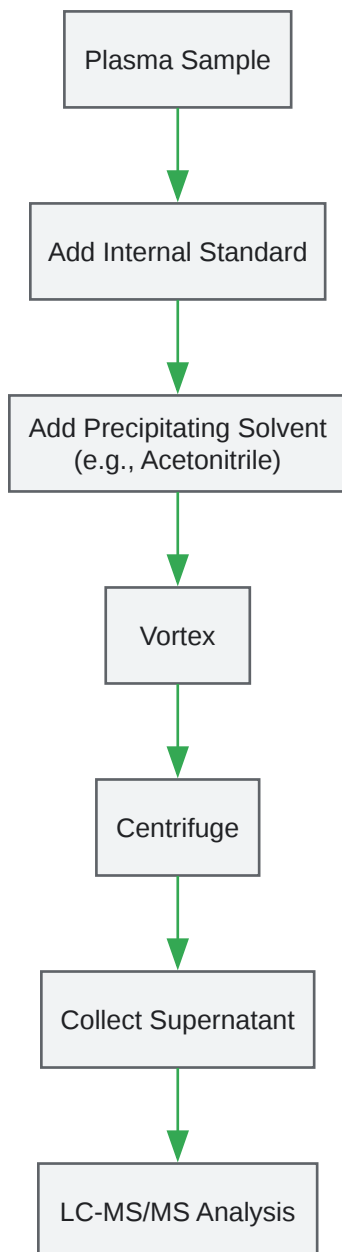 Plasma Sample
Add Internal Standard
Add Precipitating Solvent
(e.g., Acetonitrile)
Vortex
Centrifuge
Collect Supernatant
LC-MS/MS Analysis